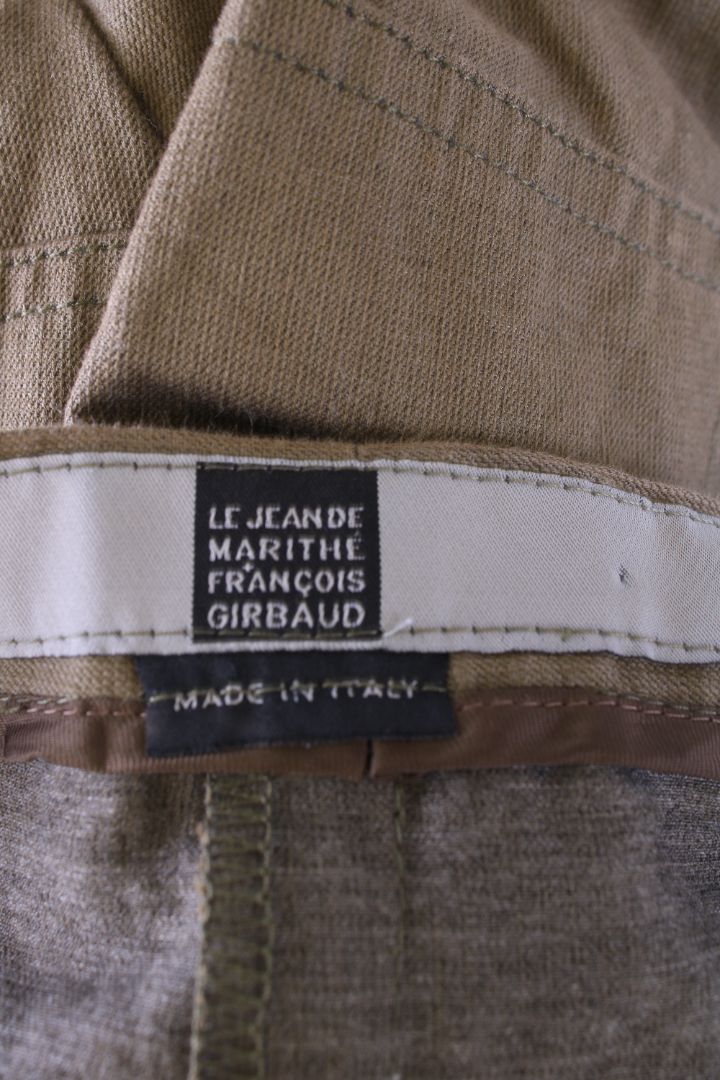 LE JEAN DE
MARITHÉ
+
FRANÇOIS
GIRBAUD
MADE IN ITALY